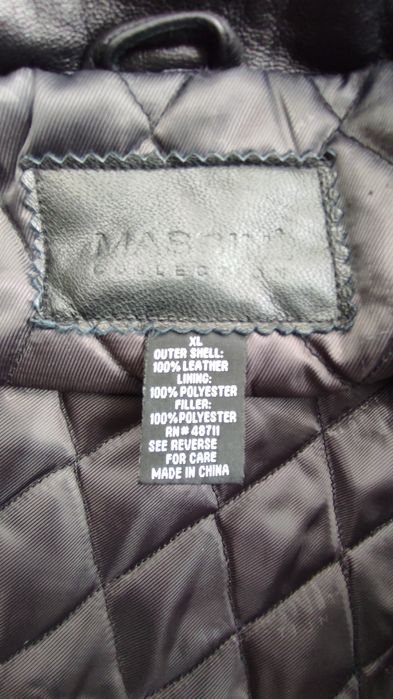 MASSINI
COLLECTION
XL
OUTER SHELL:
100% LEATHER
LINING:
100% POLYESTER
FILLER:
100% POLYESTER
RN# 48711
SEE REVERSE
FOR CARE
MADE IN CHINA